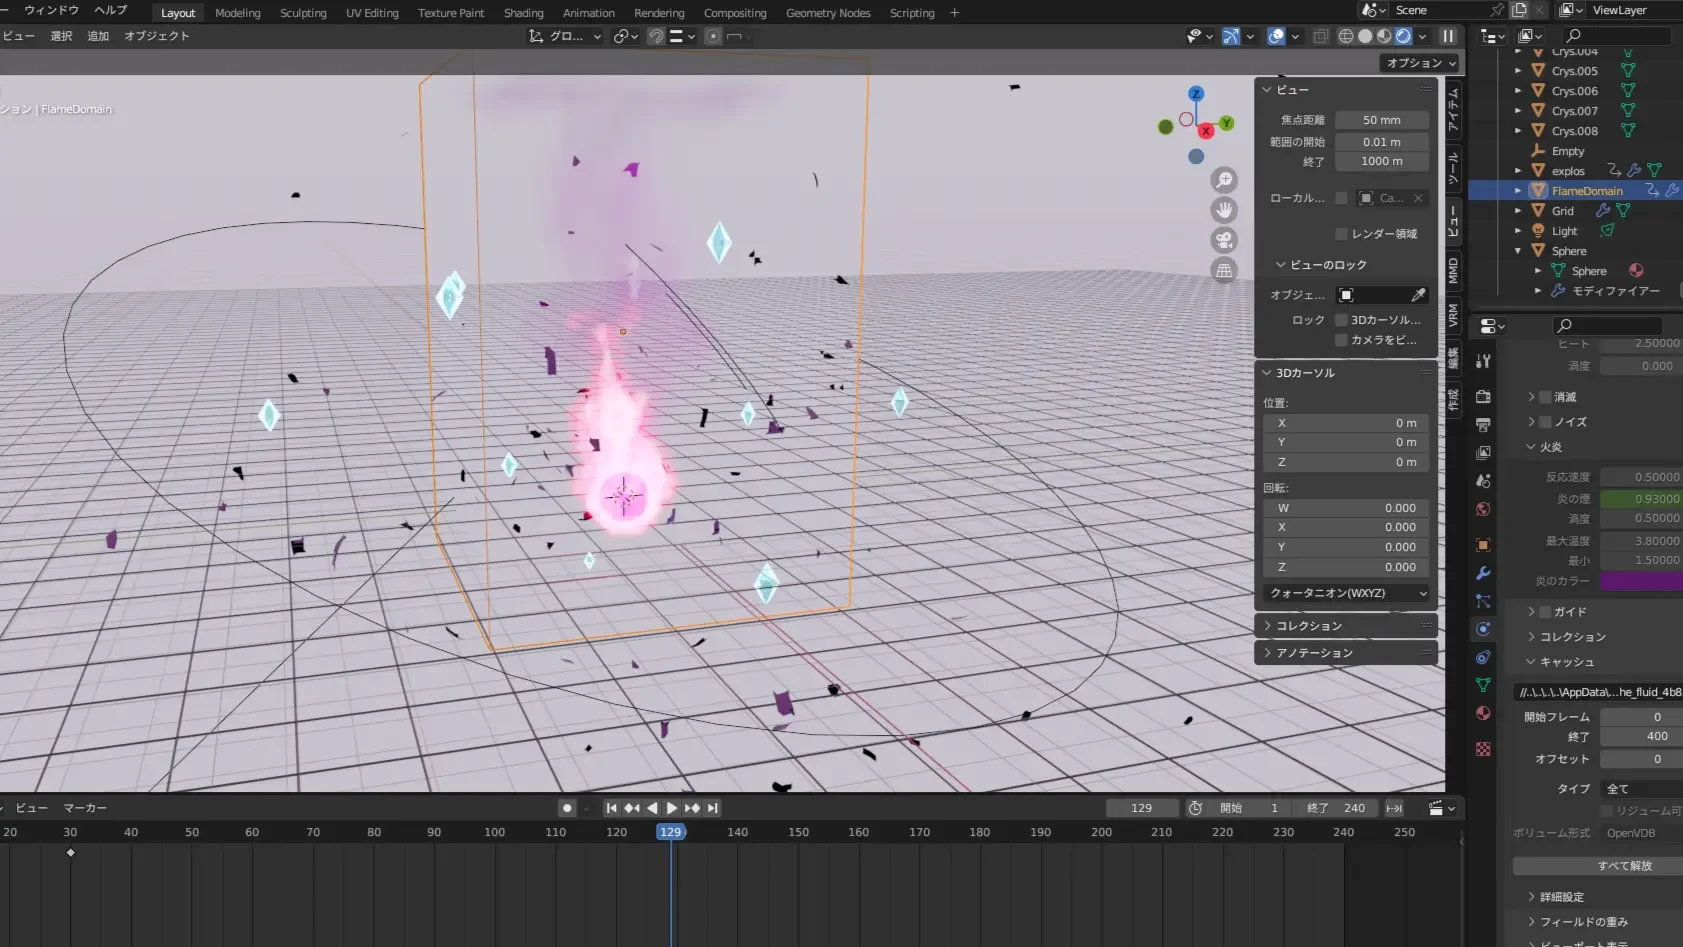 ウィンドウ ヘルプ Layout Modeling Sculpting UV Editing Texture Paint Shading Animation Rendering Compositing Geometry Nodes Scripting + Scene ViewLayer
ビュー 選択 追加 オブジェクト グロ...
オプション
ション | FlameDomain
Z
Y
X
ビュー
焦点距離 50 mm
範囲の開始 0.01 m
終了 1000 m
ローカル... Ca...
レンダー領域
ビューのロック
オブジェ...
ロック 3Dカーソル...
カメラをビ...
3Dカーソル
位置:
X 0 m
Y 0 m
Z 0 m
回転:
W 0.000
X 0.000
Y 0.000
Z 0.000
クォータニオン(WXYZ)
コレクション
アノテーション
アイテム
ツール
ビュー
MMD
VRM
編集
作成
Crys.004
Crys.005
Crys.006
Crys.007
Crys.008
Empty
explos
FlameDomain
Grid
Light
Sphere
Sphere
モディファイアー
ヒート 2.50000
渦度 0.000
消滅
ノイズ
火炎
反応速度 0.50000
炎の煙 0.93000
渦度 0.50000
最大温度 3.80000
最小 1.50000
炎のカラー
ガイド
コレクション
キャッシュ
//..\..\..\..\AppData\...he_fluid_4b8
開始フレーム 0
終了 400
オフセット 0
タイプ 全て
リジューム可
ボリューム形式 OpenVDB
すべて解放
詳細設定
フィールドの重み
ビューポート表示
ビュー マーカー 129 開始 1 終了 240
20 30 40 50 60 70 80 90 100 110 120 129 140 150 160 170 180 190 200 210 220 230 240 250